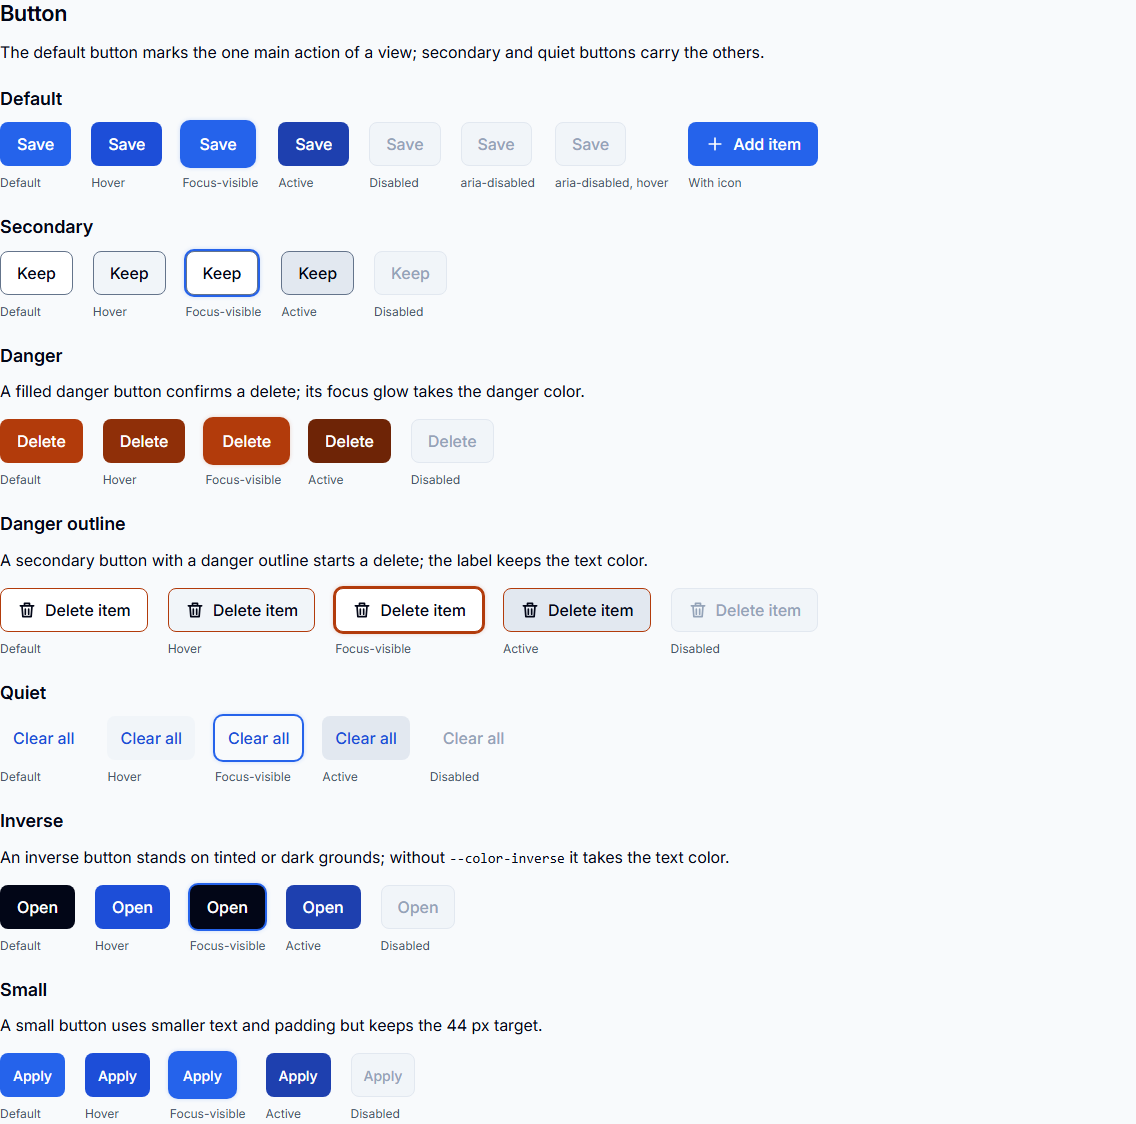 Button
The default button marks the one main action of a view; secondary and quiet buttons carry the others.
Default
Save Save Save Save Save Save Save Add item
Default Hover Focus-visible Active Disabled aria-disabled aria-disabled, hover With icon
Secondary
Keep Keep Keep Keep Keep
Default Hover Focus-visible Active Disabled
Danger
A filled danger button confirms a delete; its focus glow takes the danger color.
Delete Delete Delete Delete Delete
Default Hover Focus-visible Active Disabled
Danger outline
A secondary button with a danger outline starts a delete; the label keeps the text color.
Delete item Delete item Delete item Delete item Delete item
Default Hover Focus-visible Active Disabled
Quiet
Clear all Clear all Clear all Clear all Clear all
Default Hover Focus-visible Active Disabled
Inverse
An inverse button stands on tinted or dark grounds; without --color-inverse it takes the text color.
Open Open Open Open Open
Default Hover Focus-visible Active Disabled
Small
A small button uses smaller text and padding but keeps the 44 px target.
Apply Apply Apply Apply Apply
Default Hover Focus-visible Active Disabled